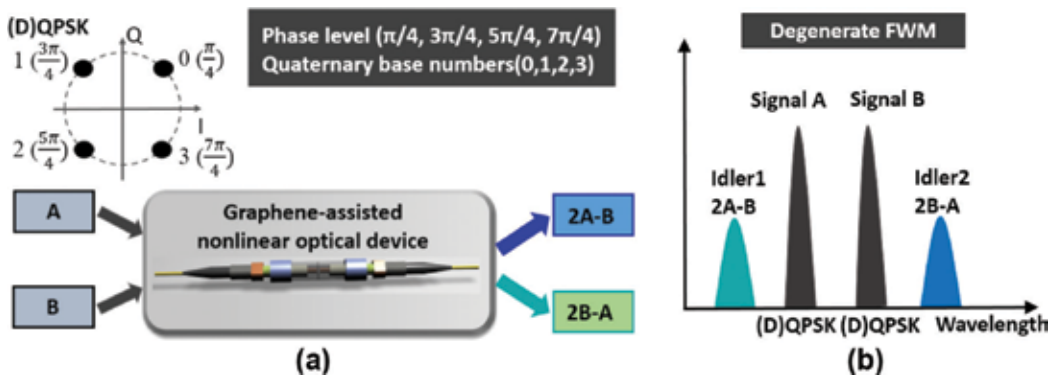 (D)QPSK
Q
1 (3π/4)
0 (π/4)
I
2 (5π/4)
3 (7π/4)
Phase level (π/4, 3π/4, 5π/4, 7π/4)
Quaternary base numbers(0,1,2,3)
A
B
Graphene-assisted
nonlinear optical device
2A-B
2B-A
(a)
Degenerate FWM
Signal A
Signal B
Idler1
2A-B
Idler2
2B-A
(D)QPSK
(D)QPSK
Wavelength
(b)